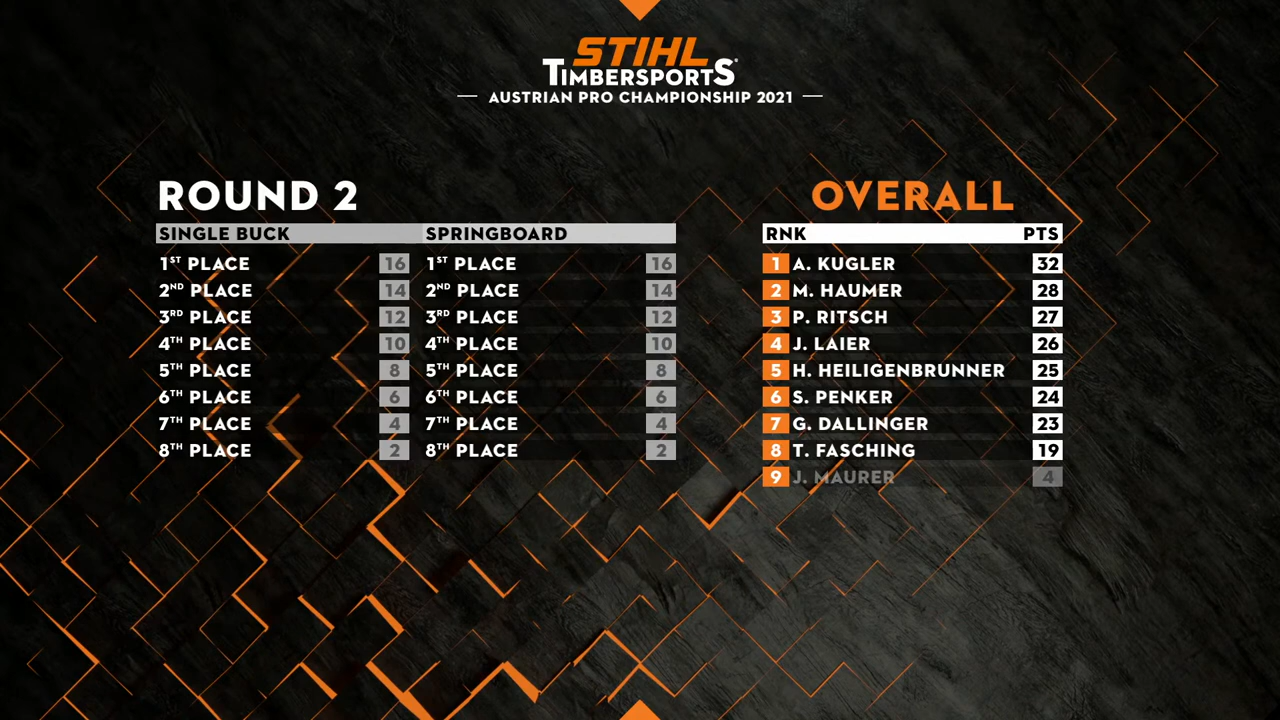 STIHL
TIMBERSPORTS®
AUSTRIAN PRO CHAMPIONSHIP 2021
ROUND 2
SINGLE BUCK SPRINGBOARD
1ST PLACE 16 1ST PLACE 16
2ND PLACE 14 2ND PLACE 14
3RD PLACE 12 3RD PLACE 12
4TH PLACE 10 4TH PLACE 10
5TH PLACE 8 5TH PLACE 8
6TH PLACE 6 6TH PLACE 6
7TH PLACE 4 7TH PLACE 4
8TH PLACE 2 8TH PLACE 2
OVERALL
RNK PTS
1 A. KUGLER 32
2 M. HAUMER 28
3 P. RITSCH 27
4 J. LAIER 26
5 H. HEILIGENBRUNNER 25
6 S. PENKER 24
7 G. DALLINGER 23
8 T. FASCHING 19
9 J. MAURER 4